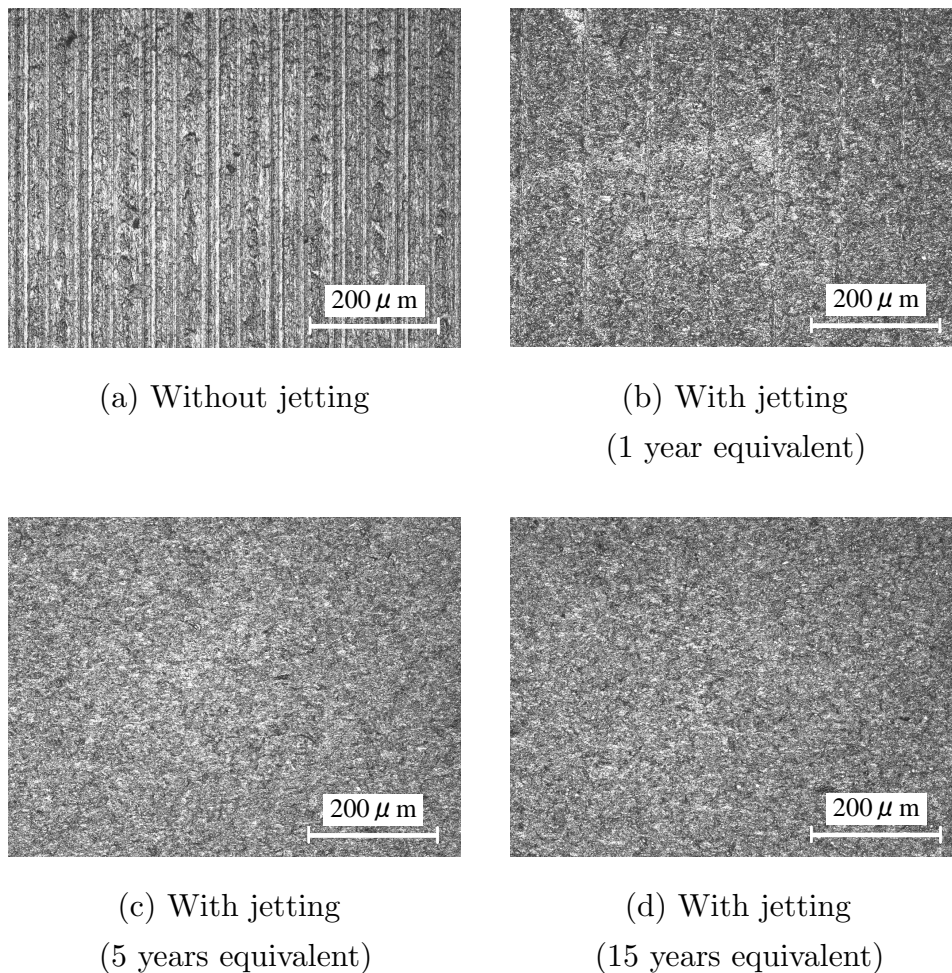 200 μ m
200 μ m
(a) Without jetting
(b) With jetting
(1 year equivalent)
200 μ m
200 μ m
(c) With jetting
(5 years equivalent)
(d) With jetting
(15 years equivalent)